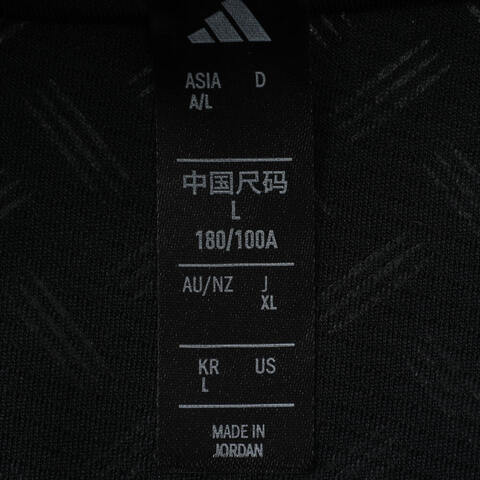 ASIA D
A/L
中国尺码
L
180/100A
AU/NZ J
XL
KR US
L
MADE IN
JORDAN